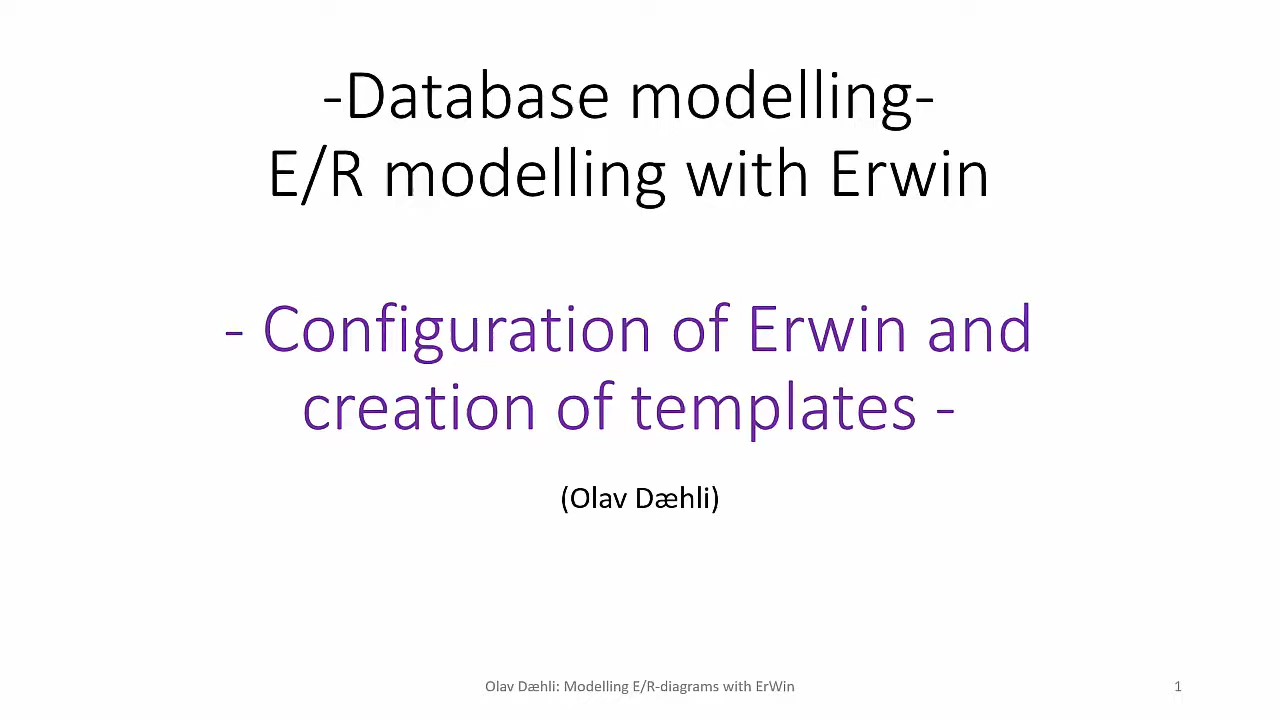 -Database modelling-
E/R modelling with Erwin
- Configuration of Erwin and
creation of templates -
(Olav Dæhli)
Olav Dæhli: Modelling E/R-diagrams with ErWin
1